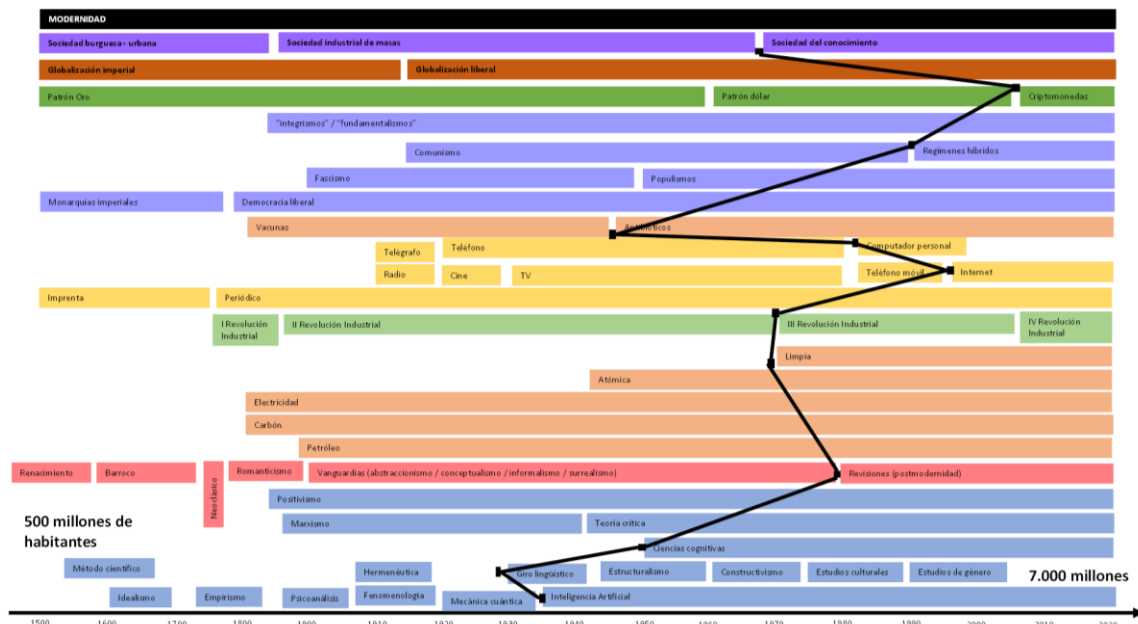 MODERNIDAD
Sociedad burguesa- urbana
Sociedad industrial de masas
Sociedad del conocimiento
Globalización imperial
Globalización liberal
Patrón Oro
Patrón dólar
Criptomonedas
"integrismos" / "fundamentalismos"
Comunismo
Regímenes híbridos
Fascismo
Populismos
Monarquías imperiales
Democracia liberal
Vacunas
Antibióticos
Telégrafo
Teléfono
Computador personal
Radio
Cine
TV
Teléfono móvil
Internet
Imprenta
Periódico
I Revolución
Industrial
II Revolución Industrial
III Revolución Industrial
IV Revolución
Industrial
Limpia
Atómica
Electricidad
Carbón
Petróleo
Renacimiento
Barroco
Neoclásico
Romanticismo
Vanguardias (abstraccionismo / conceptualismo / informalismo / surrealismo)
Revisiones (postmodernidad)
Positivismo
Marxismo
Teoría crítica
500 millones de
habitantes
Ciencias cognitivas
Método científico
Hermenéutica
Giro lingüístico
Estructuralismo
Constructivismo
Estudios culturales
Estudios de género
7.000 millones
Idealismo
Empirismo
Psicoanálisis
Fenomenología
Mecánica cuántica
Inteligencia Artificial
1500 1600 1700 1800 1900 1910 1920 1930 1940 1950 1960 1970 1980 1990 2000 2010 2020